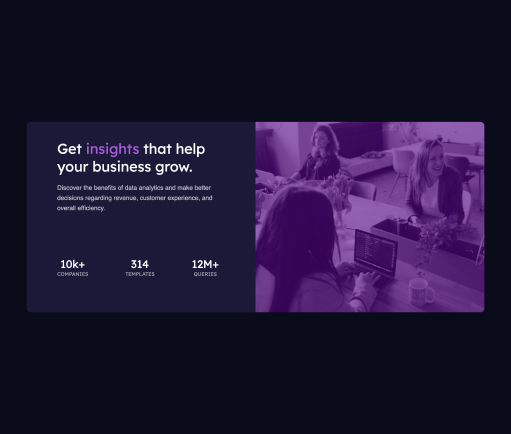 Get insights that help
your business grow.
Discover the benefits of data analytics and make better
decisions regarding revenue, customer experience, and
overall efficiency.
10k+ 314 12M+
COMPANIES TEMPLATES QUERIES